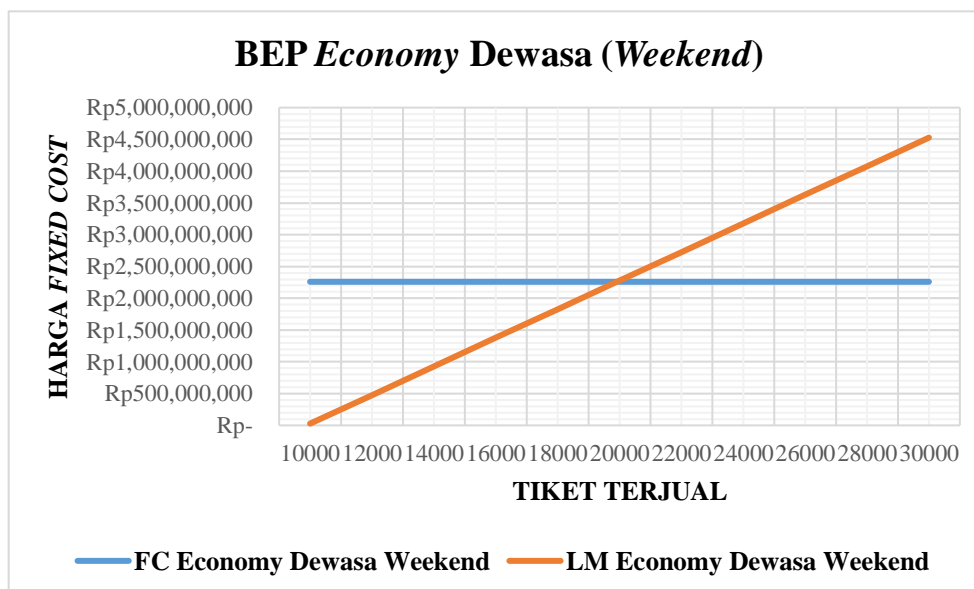 BEP Economy Dewasa (Weekend)
HARGA FIXED COST
Rp5,000,000,000
Rp4,500,000,000
Rp4,000,000,000
Rp3,500,000,000
Rp3,000,000,000
Rp2,500,000,000
Rp2,000,000,000
Rp1,500,000,000
Rp1,000,000,000
Rp500,000,000
Rp-
10000 12000 14000 16000 18000 20000 22000 24000 26000 28000 30000
TIKET TERJUAL
FC Economy Dewasa Weekend LM Economy Dewasa Weekend